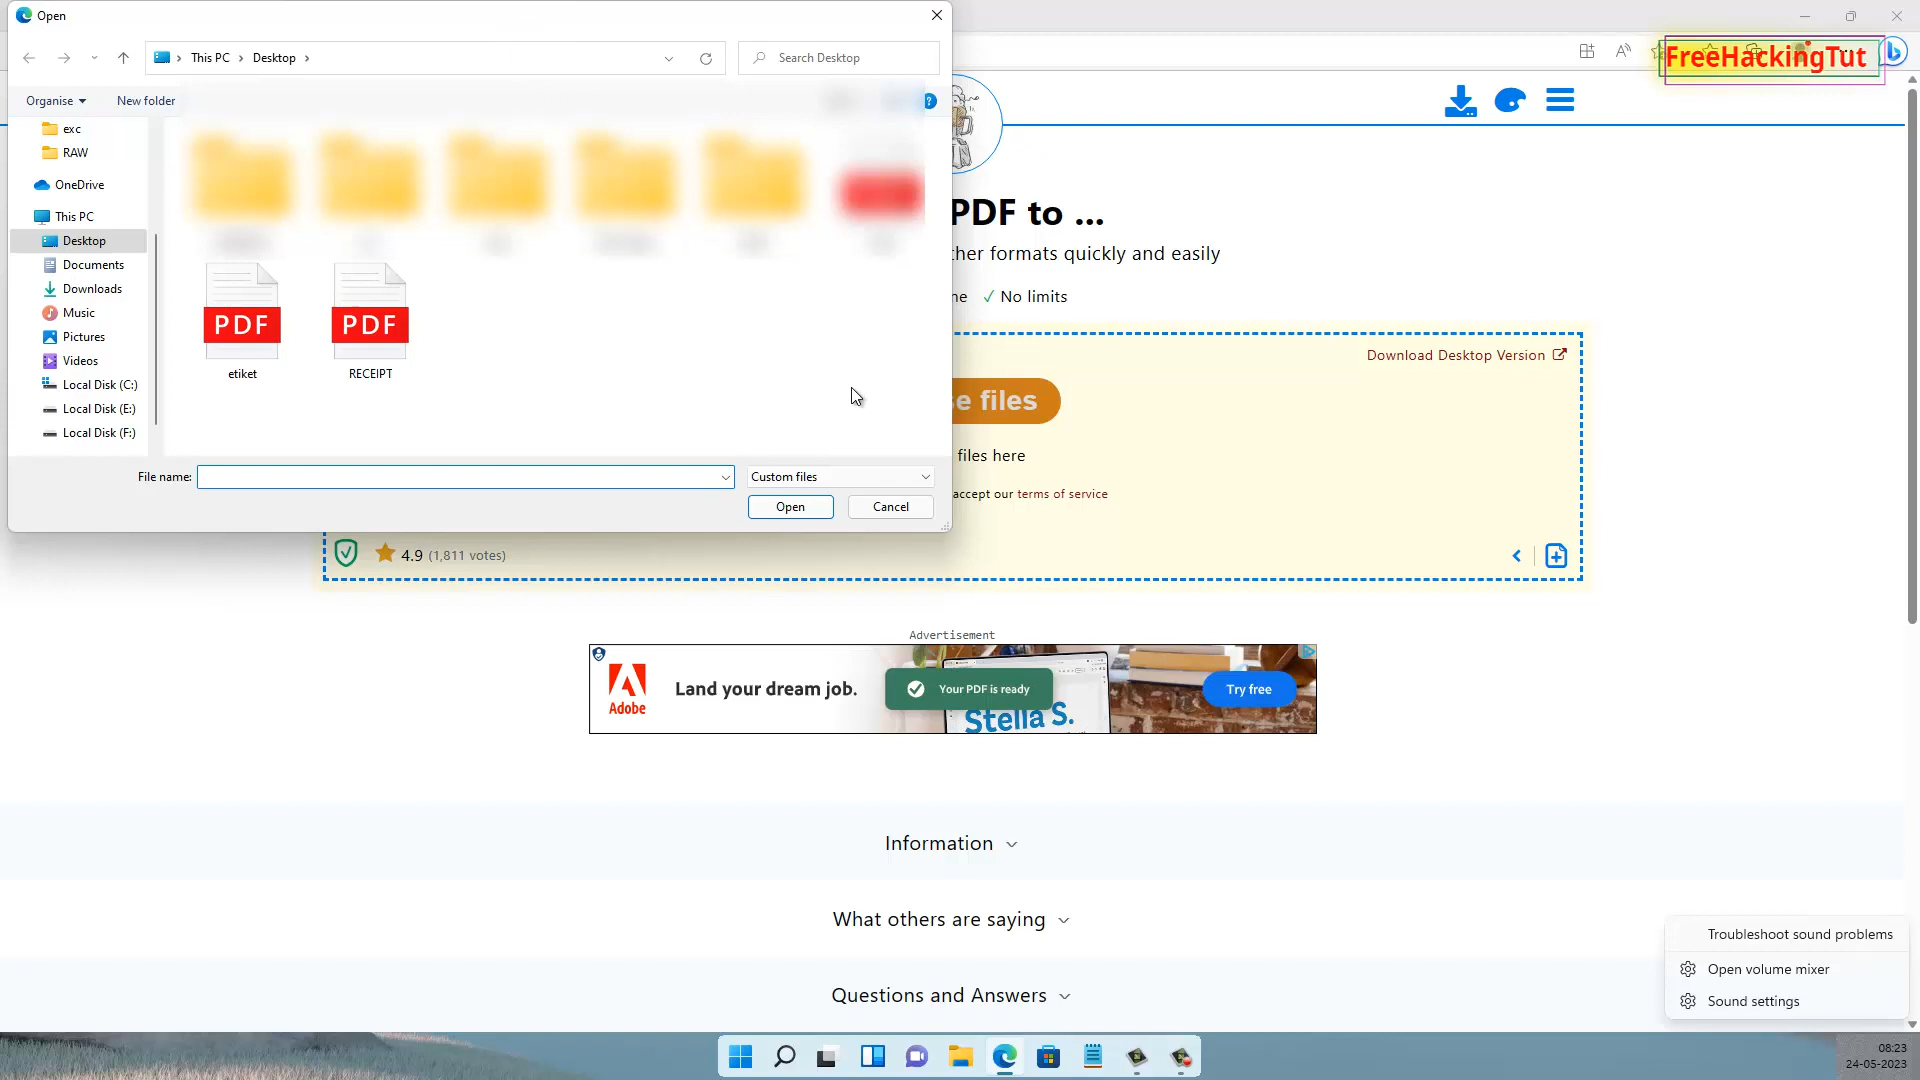 Open
This PC
Desktop
Search Desktop
FreeHackingTut
Organise
New folder
exc
RAW
OneDrive
This PC
Desktop
Documents
Downloads
Music
Pictures
Videos
Local Disk (C:)
Local Disk (E:)
Local Disk (F:)
PDF
PDF
etiket
RECEIPT
File name:
Custom files
Open
Cancel
PDF to ...
her formats quickly and easily
ne ✓ No limits
Download Desktop Version
e files
files here
accept our terms of service
4.9 (1,811 votes)
Advertisement
Adobe
Land your dream job.
Your PDF is ready
Stella S.
Try free
Information
What others are saying
Questions and Answers
Troubleshoot sound problems
Open volume mixer
Sound settings
08:23
24-05-2023